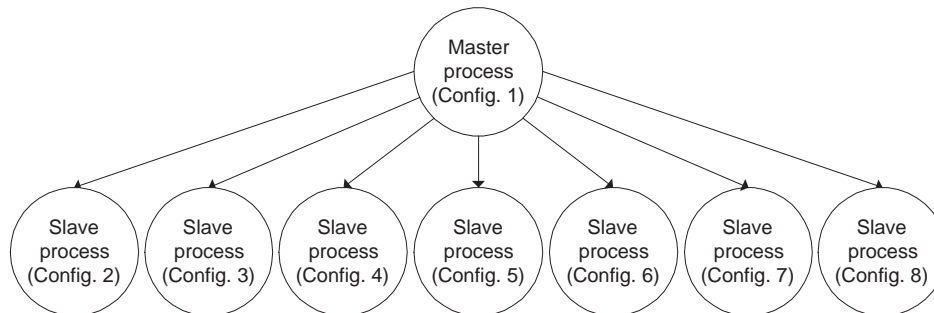 Master
process
(Config. 1)
Slave
process
(Config. 2)
Slave
process
(Config. 3)
Slave
process
(Config. 4)
Slave
process
(Config. 5)
Slave
process
(Config. 6)
Slave
process
(Config. 7)
Slave
process
(Config. 8)